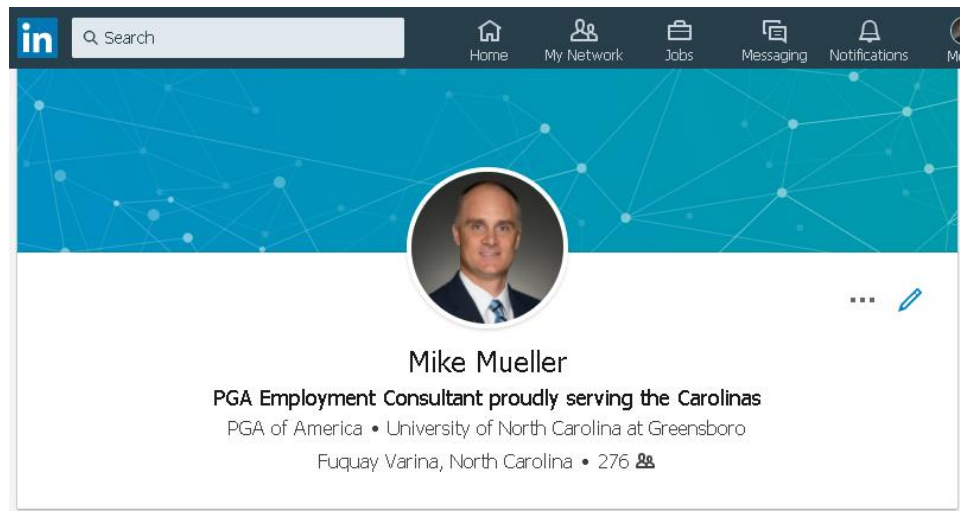 in
Search
Home
My Network
Jobs
Messaging
Notifications
Mike Mueller
PGA Employment Consultant proudly serving the Carolinas
PGA of America • University of North Carolina at Greensboro
Fuquay Varina, North Carolina • 276